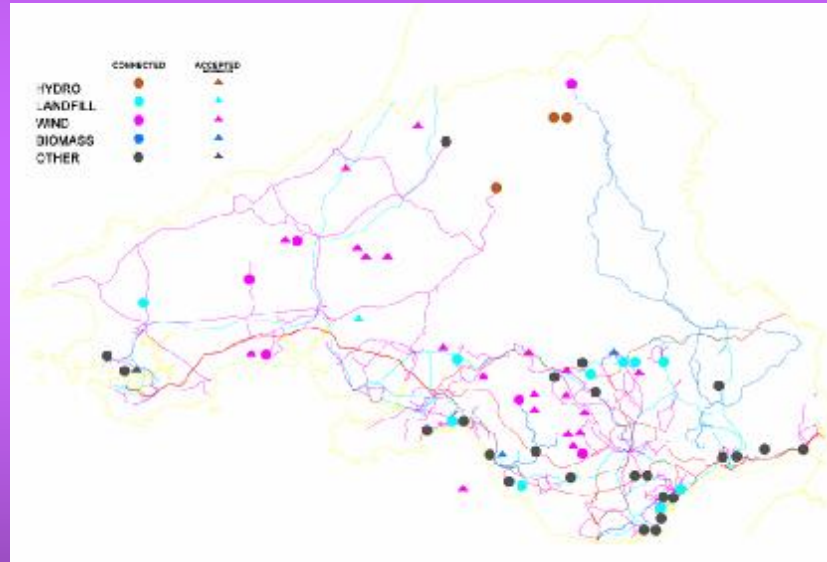 CONNECTED ACCEPTED
HYDRO
LANDFILL
WIND
BIOMASS
OTHER